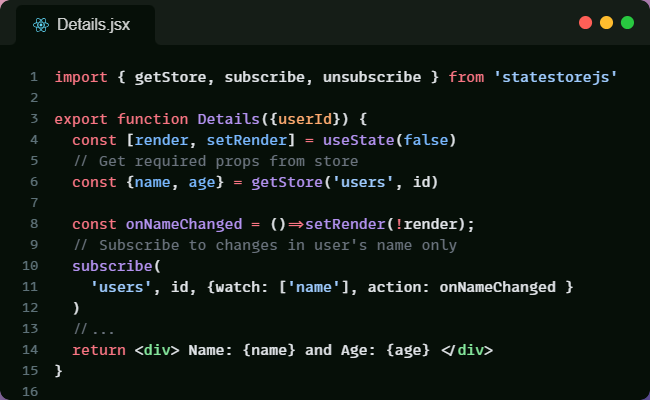 Details.jsx
1 import { getStore, subscribe, unsubscribe } from 'statestorejs'
2
3 export function Details({userId}) {
4 const [render, setRender] = useState(false)
5 // Get required props from store
6 const {name, age} = getStore('users', id)
7
8 const onNameChanged = ()=>setRender(!render);
9 // Subscribe to changes in user's name only
10 subscribe(
11 'users', id, {watch: ['name'], action: onNameChanged }
12 )
13 //...
14 return <div> Name: {name} and Age: {age} </div>
15 }
16